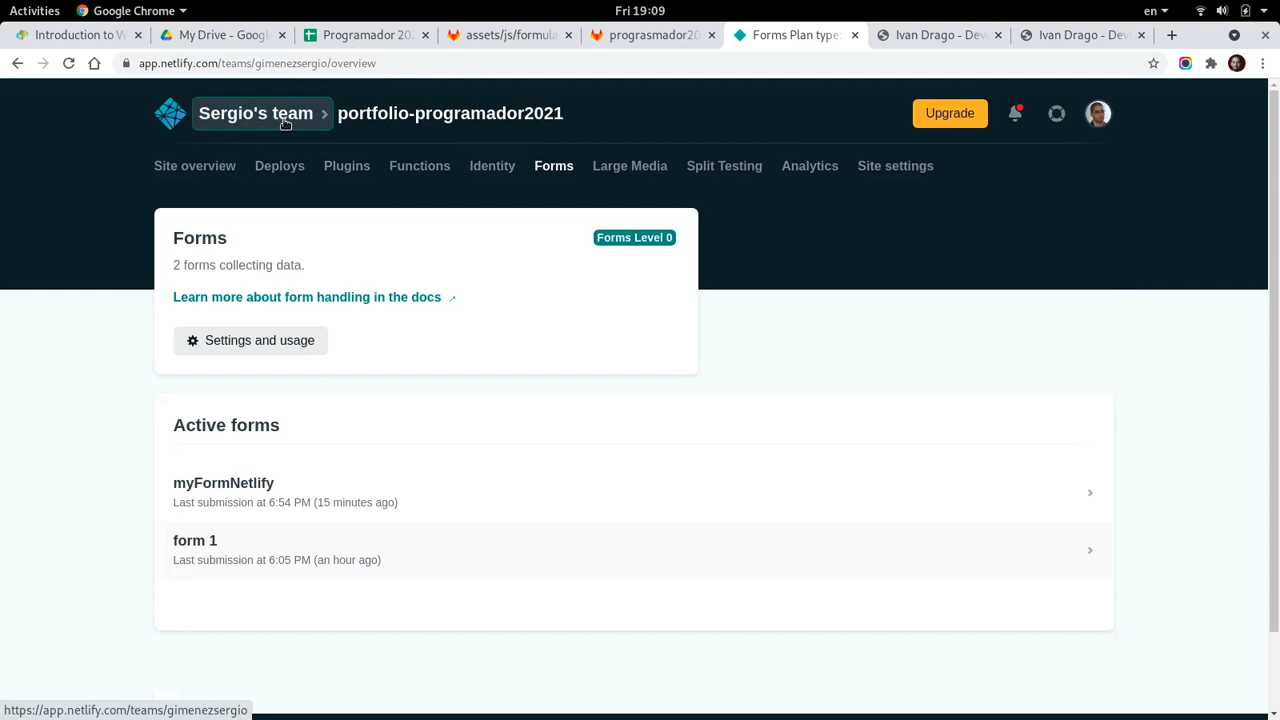 Activities
Google Chrome
Fri 19:09
en
Introduction to W
My Drive - Googl
Programador 202
assets/js/formula
prograsmador20
Forms Plan type:
Ivan Drago - Dev
Ivan Drago - Dev
app.netlify.com/teams/gimenezsergio/overview
Sergio's team
portfolio-programador2021
Upgrade
Site overview
Deploys
Plugins
Functions
Identity
Forms
Large Media
Split Testing
Analytics
Site settings
Forms
Forms Level 0
2 forms collecting data.
Learn more about form handling in the docs
Settings and usage
Active forms
myFormNetlify
Last submission at 6:54 PM (15 minutes ago)
form 1
Last submission at 6:05 PM (an hour ago)
https://app.netlify.com/teams/gimenezsergio